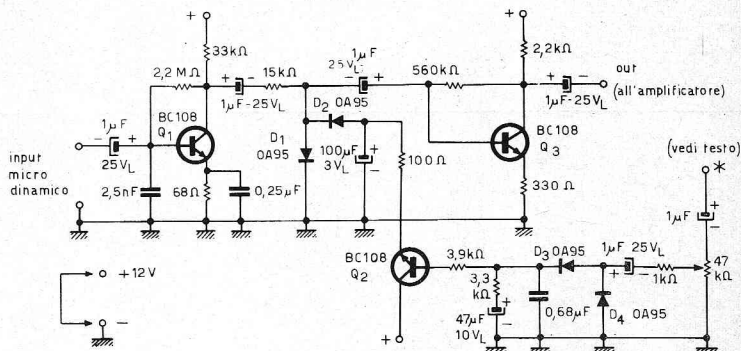 +
+
33kΩ
2,2kΩ
2,2MΩ
+
-
15kΩ
1µF
25VL
-
+
560kΩ
+
-
out
(all'amplificatore)
1µF-25VL
1µF-25VL
1µF
-
+
25VL
BC108
Q1
D2
OA95
D1
OA95
100µF
3VL
+
-
100Ω
BC108
Q3
330Ω
input
micro
dinamico
2,5nF
68Ω
0,25µF
(vedi testo)
*
1µF
+
-
47
kΩ
BC108
Q2
3,9kΩ
D3
OA95
1µF
25VL
+
-
1kΩ
3,3
kΩ
47µF
10VL
+
-
0,68µF
D4
OA95
+12V
-
+